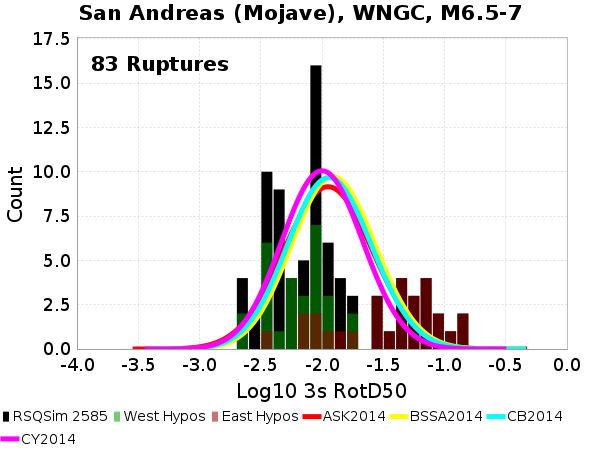 San Andreas (Mojave), WNGC, M6.5-7
83 Ruptures
17.5
15.0
12.5
10.0
7.5
5.0
2.5
0.0
Count
-4.0 -3.5 -3.0 -2.5 -2.0 -1.5 -1.0 -0.5 0.0
Log10 3s RotD50
RSQSim 2585 West Hypos East Hypos ASK2014 BSSA2014 CB2014
CY2014